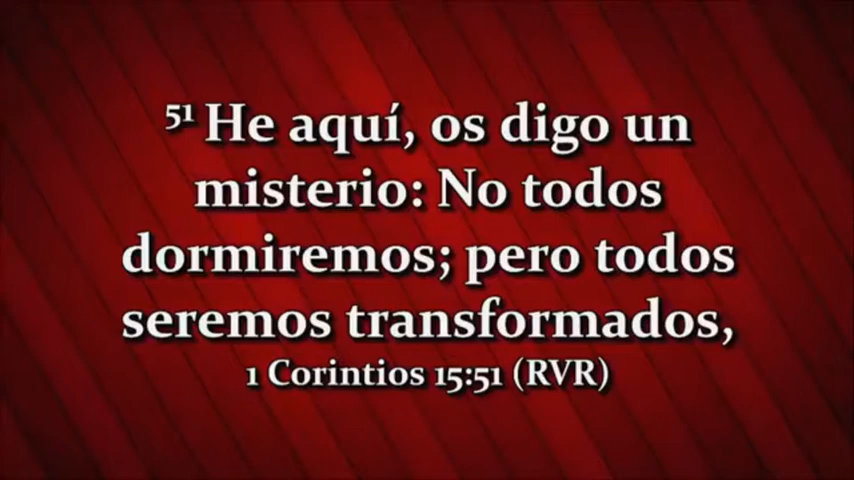 51 He aquí, os digo un
misterio: No todos
dormiremos; pero todos
seremos transformados,
1 Corintios 15:51 (RVR)